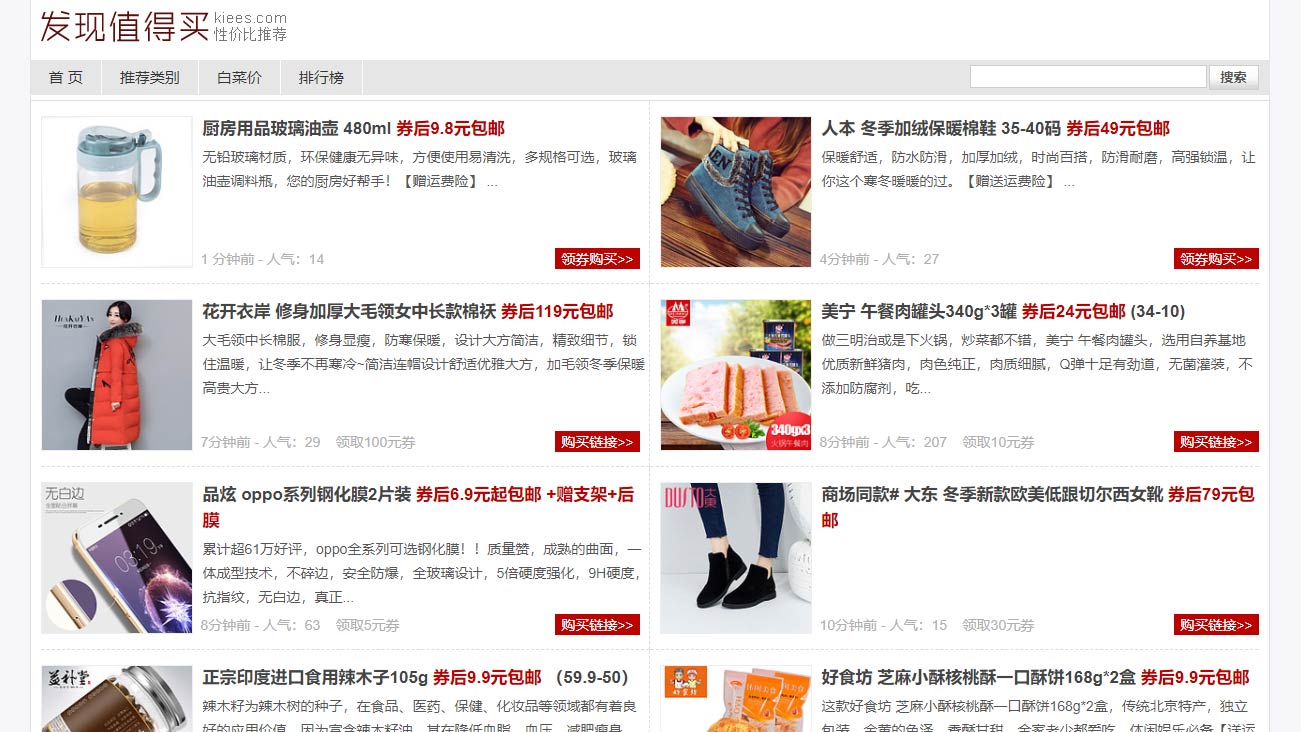 发现值得买 kiees.com
性价比推荐
首 页 推荐类别 白菜价 排行榜 搜索
厨房用品玻璃油壶 480ml 券后9.8元包邮
无铅玻璃材质，环保健康无异味，方便使用易清洗，多规格可选，玻璃
油壶调料瓶，您的厨房好帮手！【赠运费险】 ...
1 分钟前 - 人气：14 领券购买>>
人本 冬季加绒保暖棉鞋 35-40码 券后49元包邮
保暖舒适，防水防滑，加厚加绒，时尚百搭，防滑耐磨，高强锁温，让
你这个寒冬暖暖的过。【赠送运费险】 ...
4分钟前 - 人气：27 领券购买>>
花开衣岸 修身加厚大毛领女中长款棉袄 券后119元包邮
大毛领中长棉服，修身显瘦，防寒保暖，设计大方简洁，精致细节，锁
住温暖，让冬季不再寒冷~简洁连帽设计舒适优雅大方，加毛领冬季保暖
高贵大方...
7分钟前 - 人气：29 领取100元券 购买链接>>
美宁 午餐肉罐头340g*3罐 券后24元包邮 (34-10)
做三明治或是下火锅，炒菜都不错，美宁 午餐肉罐头，选用自养基地
优质新鲜猪肉，肉色纯正，肉质细腻，Q弹十足有劲道，无菌灌装，不
添加防腐剂，吃...
340gx3
火锅午餐肉
8分钟前 - 人气：207 领取10元券 购买链接>>
无白边
品炫 oppo系列钢化膜2片装 券后6.9元起包邮 +赠支架+后
膜
累计超61万好评，oppo全系列可选钢化膜！！质量赞，成熟的曲面，一
体成型技术，不碎边，安全防爆，全玻璃设计，5倍硬度强化，9H硬度，
抗指纹，无白边，真正...
03:19
8分钟前 - 人气：63 领取5元券 购买链接>>
DUSTO大東
商场同款# 大东 冬季新款欧美低跟切尔西女靴 券后79元包
邮
10分钟前 - 人气：15 领取30元券 购买链接>>
益补堂
正宗印度进口食用辣木子105g 券后9.9元包邮 （59.9-50）
辣木籽为辣木树的种子，在食品、医药、保健、化妆品等领域都有着良
好的应用价值，因为富含辣木籽油，其在降低血脂、血压、减肥瘦身、
好食坊 芝麻小酥核桃酥一口酥饼168g*2盒 券后9.9元包邮
这款好食坊 芝麻小酥核桃酥一口酥饼168g*2盒，传统北京特产，独立
包装，金黄的色泽，香酥甘甜，全家老少都爱吃，休闲娱乐必备【送运